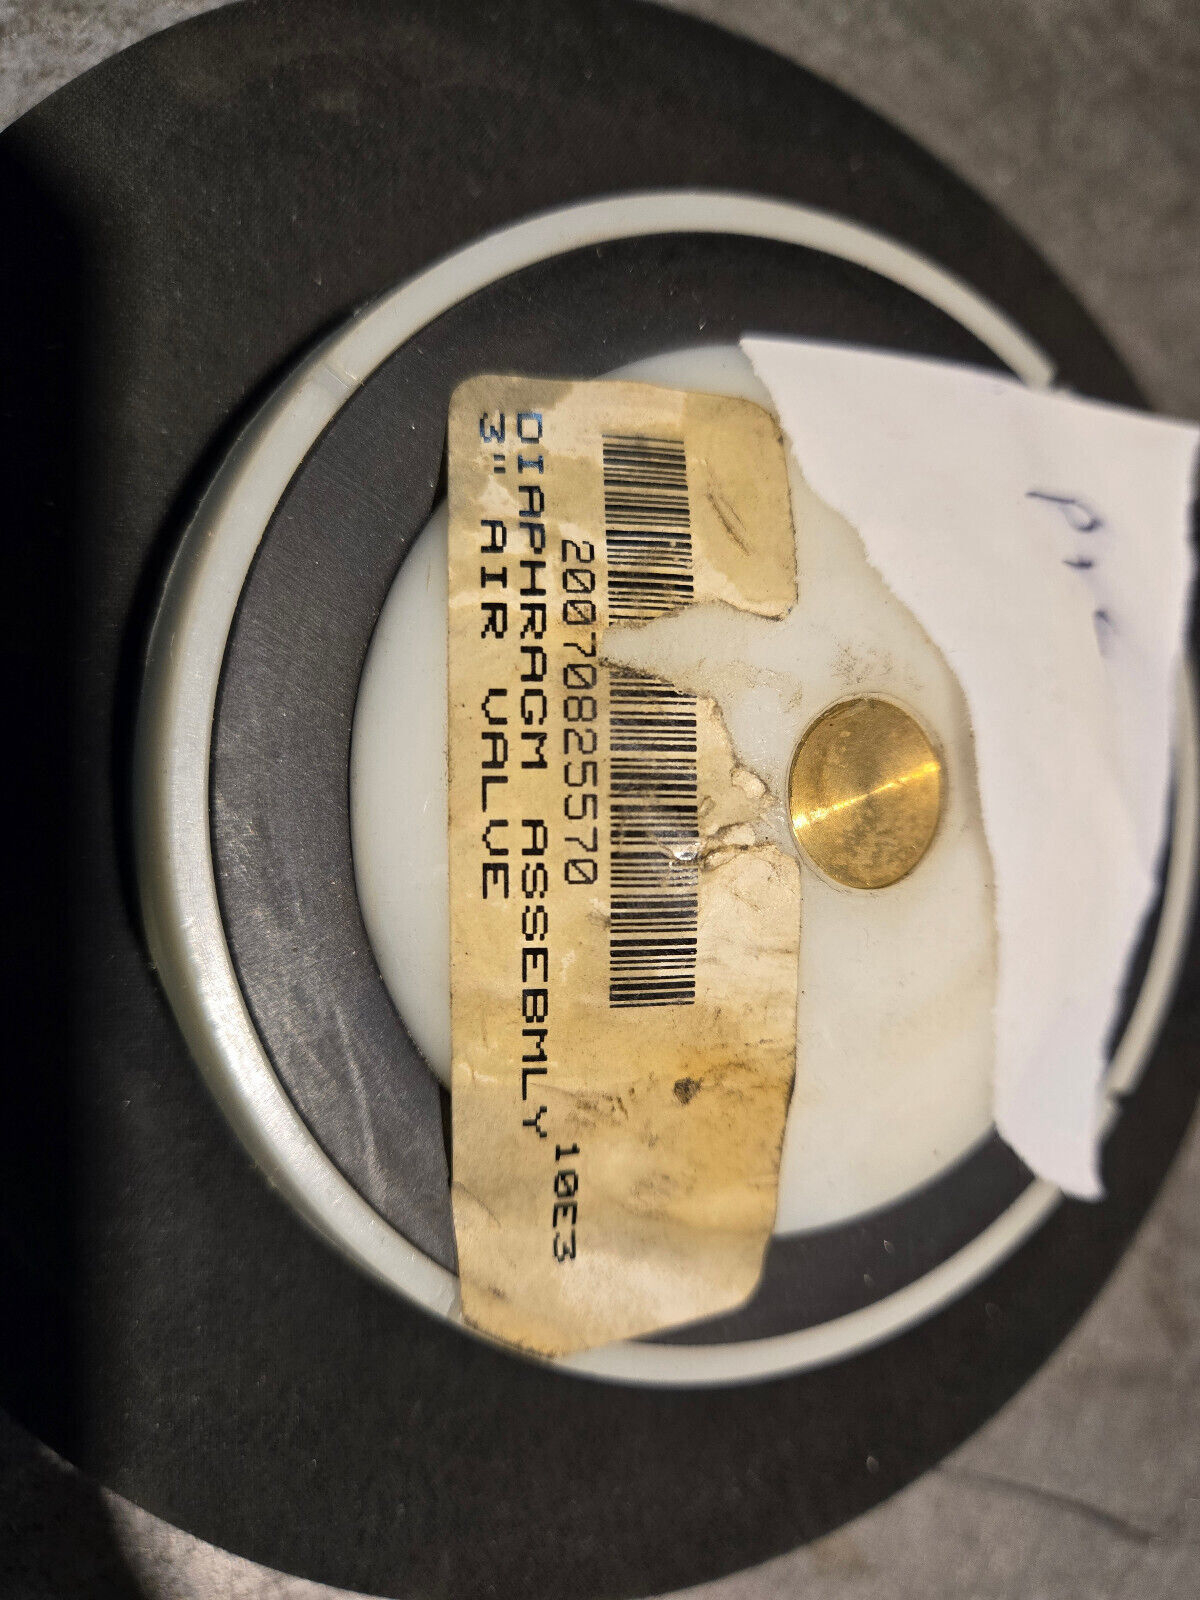 20070825570
DIAPHRAGM ASSEBMLY 10E3
3" AIR VALVE